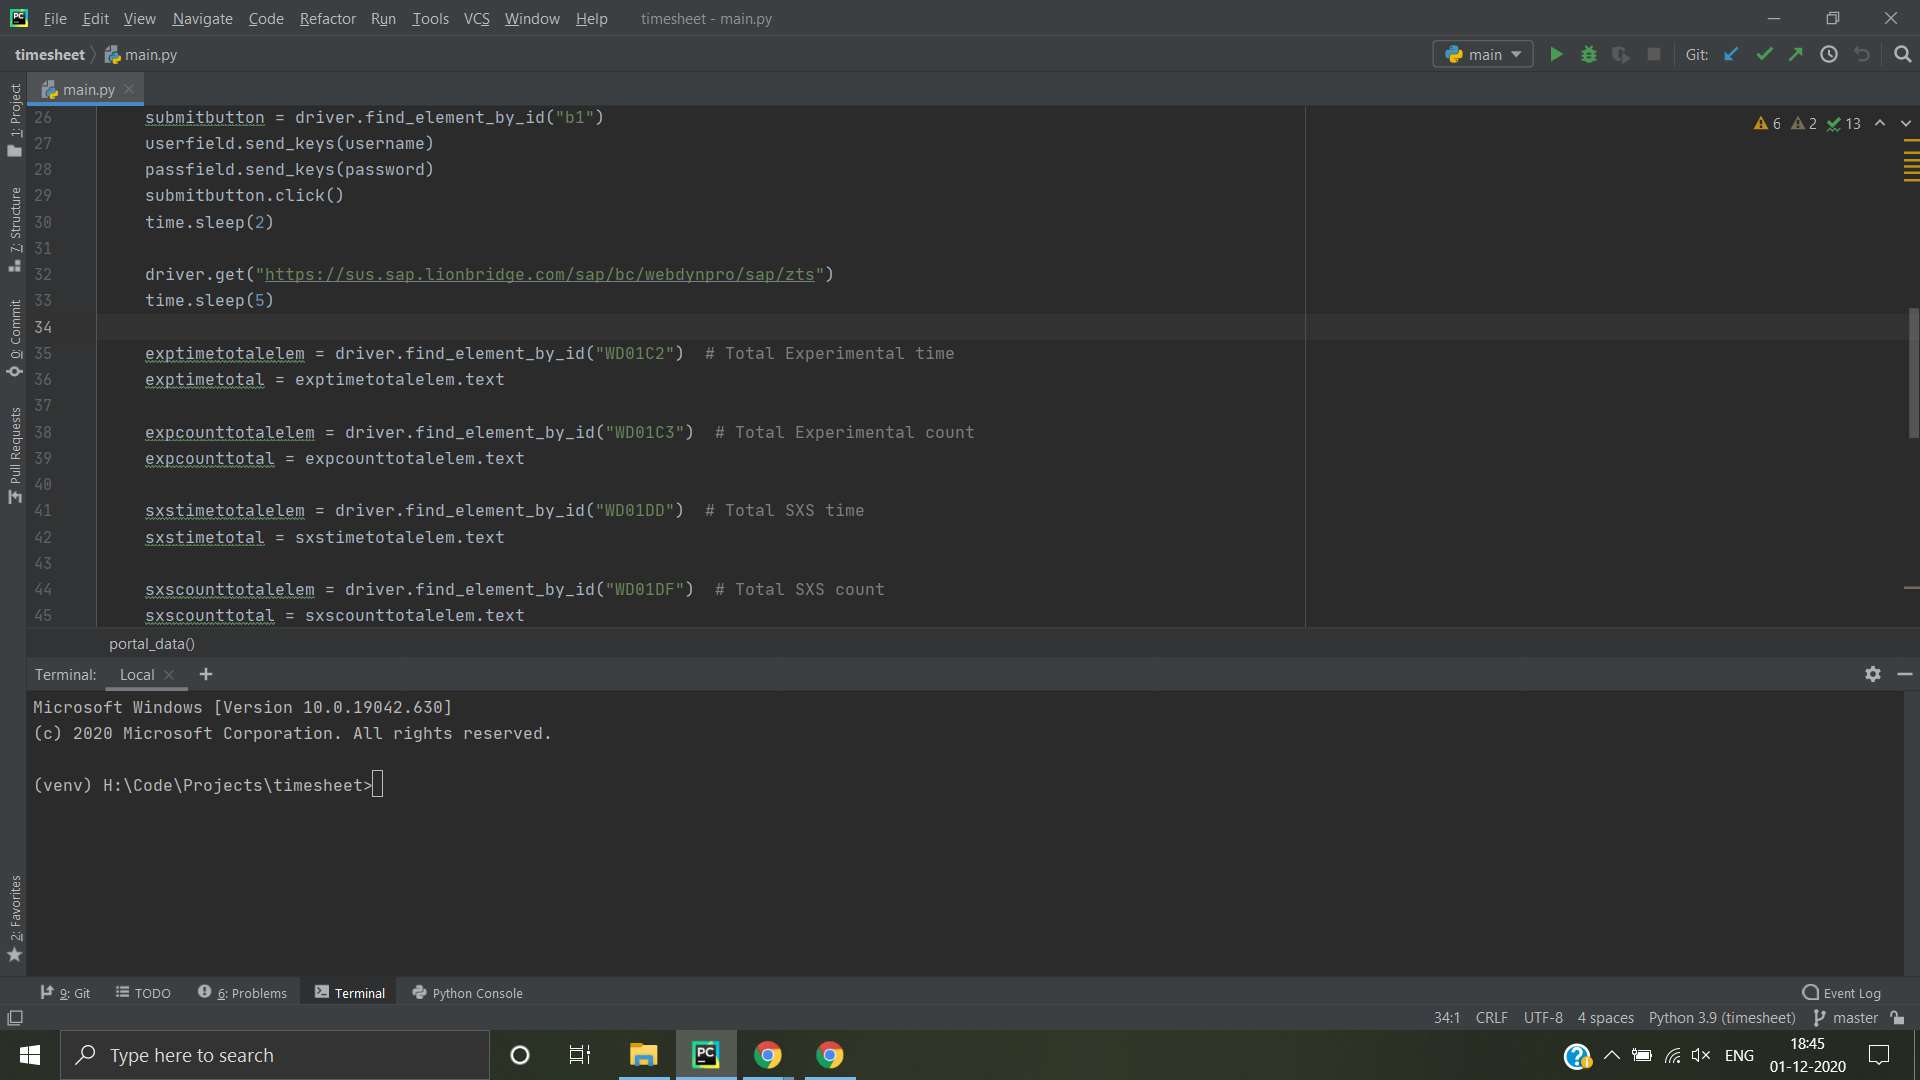 File Edit View Navigate Code Refactor Run Tools VCS Window Help timesheet - main.py
timesheet main.py main Git:
main.py
1: Project
7: Structure
0: Commit
Pull Requests
2: Favorites
6 2 13
26 submitbutton = driver.find_element_by_id("b1")
27 userfield.send_keys(username)
28 passfield.send_keys(password)
29 submitbutton.click()
30 time.sleep(2)
31
32 driver.get("https://sus.sap.lionbridge.com/sap/bc/webdynpro/sap/zts")
33 time.sleep(5)
34
35 exptimetotalelem = driver.find_element_by_id("WD01C2")  # Total Experimental time
36 exptimetotal = exptimetotalelem.text
37
38 expcounttotalelem = driver.find_element_by_id("WD01C3")  # Total Experimental count
39 expcounttotal = expcounttotalelem.text
40
41 sxstimetotalelem = driver.find_element_by_id("WD01DD")  # Total SXS time
42 sxstimetotal = sxstimetotalelem.text
43
44 sxscounttotalelem = driver.find_element_by_id("WD01DF")  # Total SXS count
45 sxscounttotal = sxscounttotalelem.text
portal_data()
Terminal: Local
Microsoft Windows [Version 10.0.19042.630]
(c) 2020 Microsoft Corporation. All rights reserved.
(venv) H:\Code\Projects\timesheet>
9: Git TODO 6: Problems Terminal Python Console Event Log
34:1 CRLF UTF-8 4 spaces Python 3.9 (timesheet) master
Type here to search PC ENG 18:45
01-12-2020